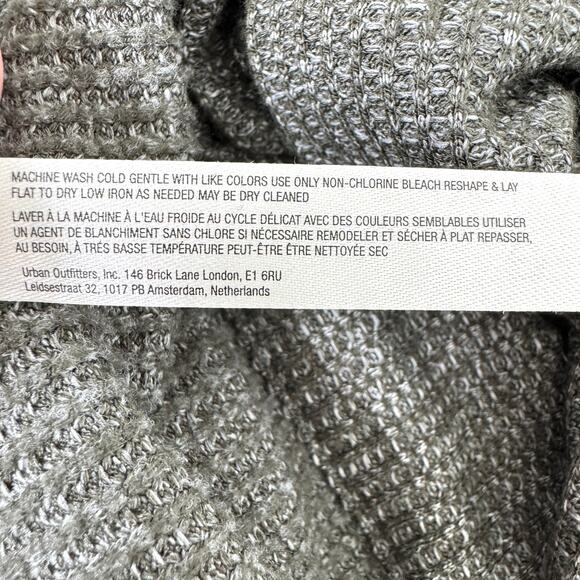 MACHINE WASH COLD GENTLE WITH LIKE COLORS USE ONLY NON-CHLORINE BLEACH RESHAPE & LAY
FLAT TO DRY LOW IRON AS NEEDED MAY BE DRY CLEANED
LAVER À LA MACHINE À L'EAU FROIDE AU CYCLE DÉLICAT AVEC DES COULEURS SEMBLABLES UTILISER
UN AGENT DE BLANCHIMENT SANS CHLORE SI NÉCESSAIRE REMODELER ET SÉCHER À PLAT REPASSER,
AU BESOIN, À TRÉS BASSE TEMPÉRATURE PEUT-ÊTRE ÊTRE NETTOYÉE SEC
Urban Outfitters, Inc. 146 Brick Lane London, E1 6RU
Leidsestraat 32, 1017 PB Amsterdam, Netherlands